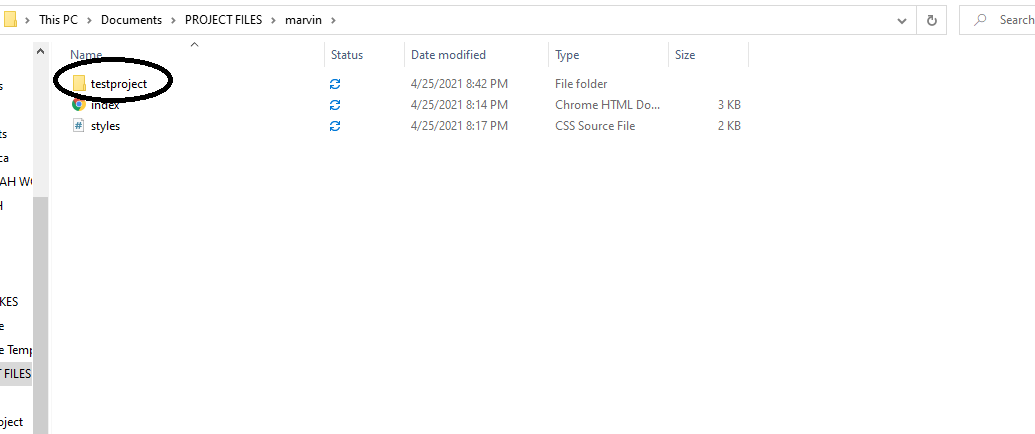 This PC > Documents > PROJECT FILES > marvin >
Search
Name Status Date modified Type Size
testproject 4/25/2021 8:42 PM File folder
index 4/25/2021 8:14 PM Chrome HTML Do... 3 KB
styles 4/25/2021 8:17 PM CSS Source File 2 KB
AH WO
KES
e Temp
T FILES
oject